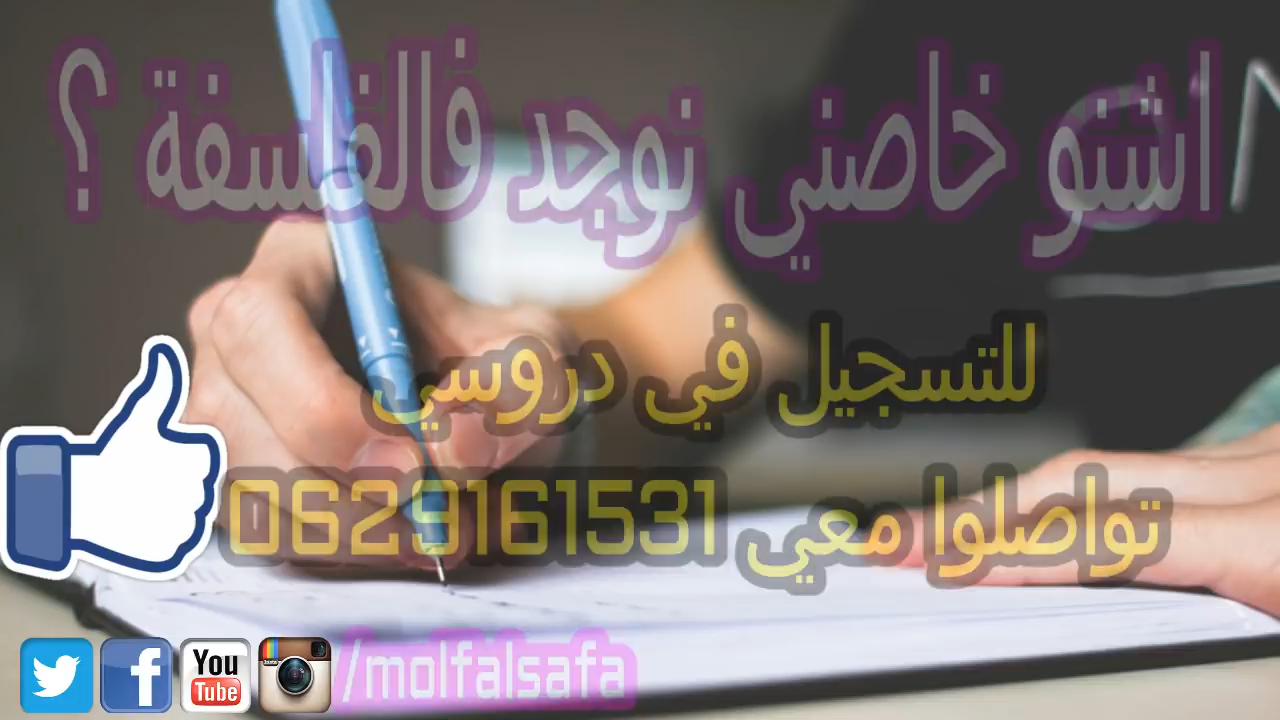 اشنو خاصني نوجد فالفلسفة ؟
للتسجيل في دروسي
تواصلوا معي 0629161531
You
Tube
/molfalsafa